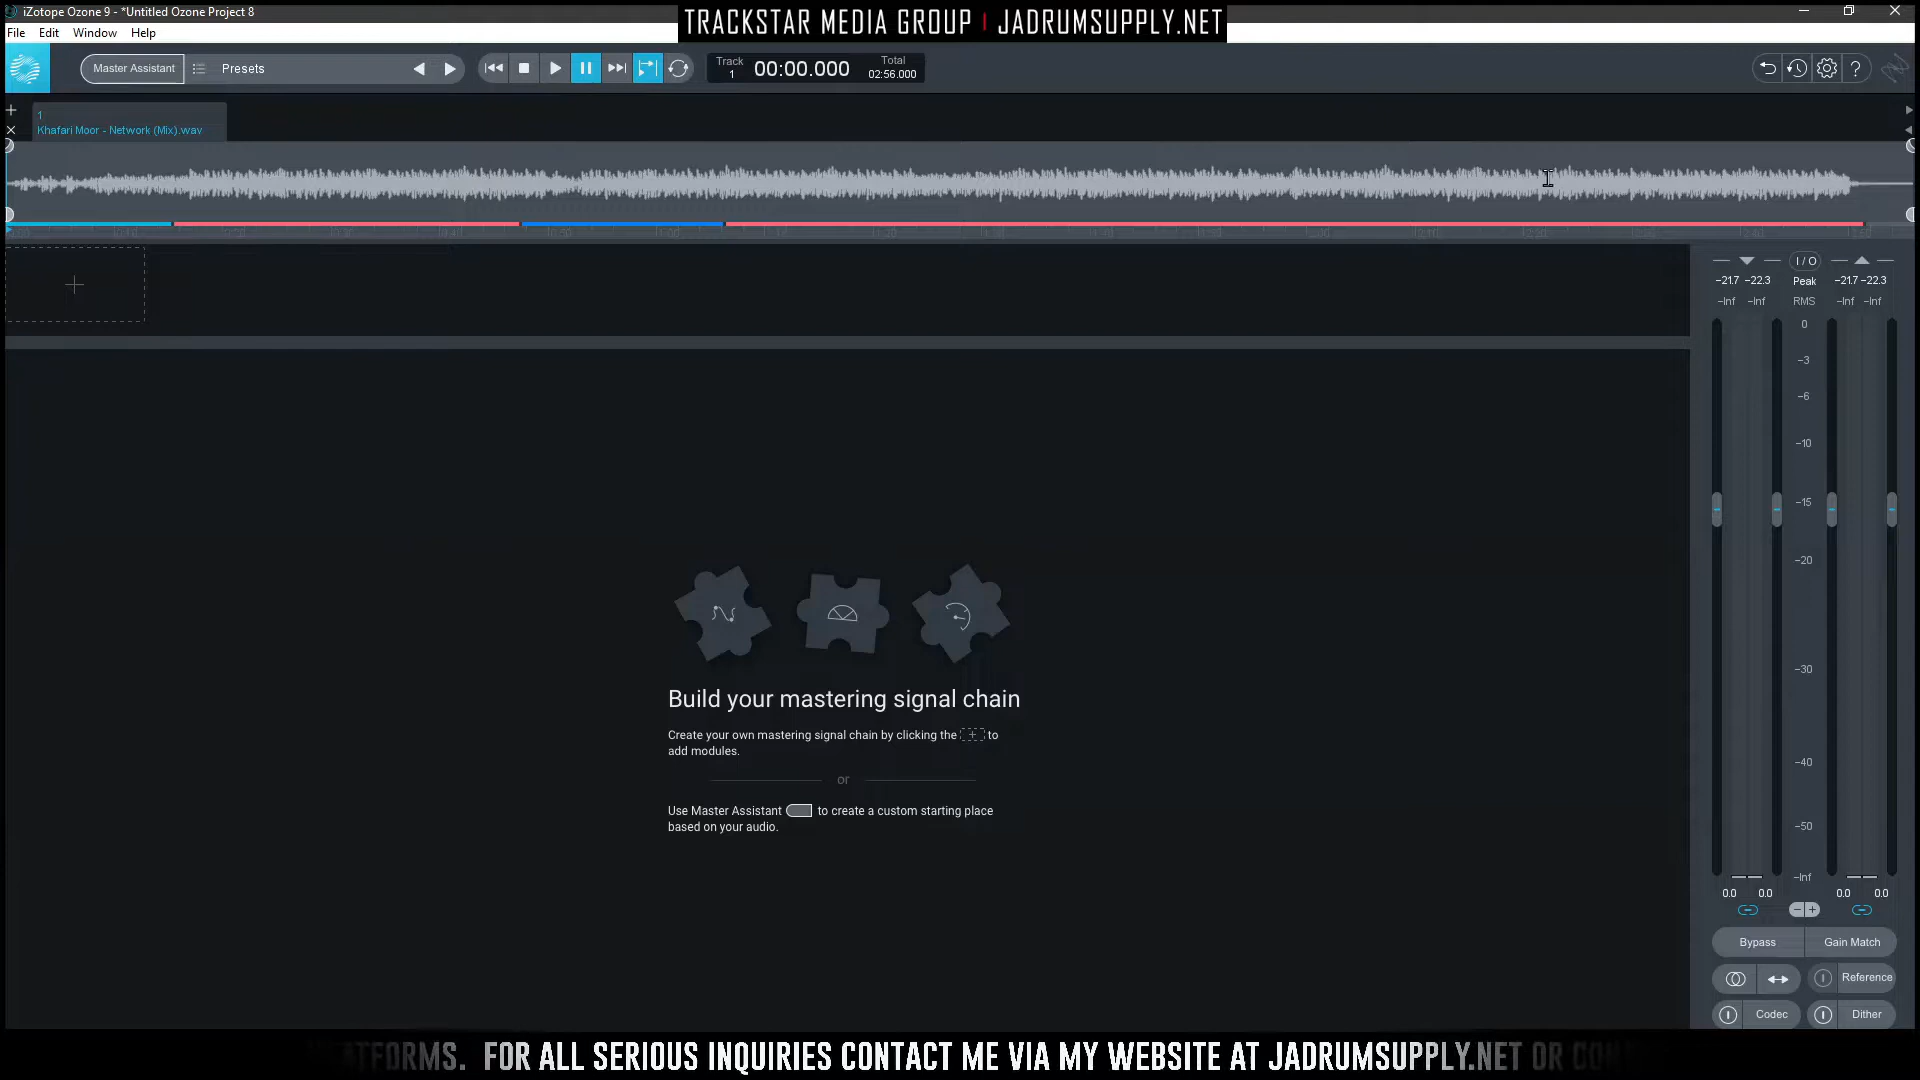 iZotope Ozone 9 - *Untitled Ozone Project 8
TRACKSTAR MEDIA GROUP | JADRUMSUPPLY.NET
File Edit Window Help
Master Assistant
Presets
Track
1
00:00.000
Total
02:56.000
?
1
Khafari Moor - Network (Mix).wav
I / O
-21.7 -22.3 Peak -21.7 -22.3
-Inf -Inf RMS -Inf -Inf
0
-3
-6
-10
-15
-20
-30
-40
-50
-Inf
0.0 0.0 0.0 0.0
Build your mastering signal chain
Create your own mastering signal chain by clicking the + to
add modules.
or
Use Master Assistant to create a custom starting place
based on your audio.
Bypass Gain Match
Reference
Codec Dither
ATFORMS. FOR ALL SERIOUS INQUIRIES CONTACT ME VIA MY WEBSITE AT JADRUMSUPPLY.NET OR CON